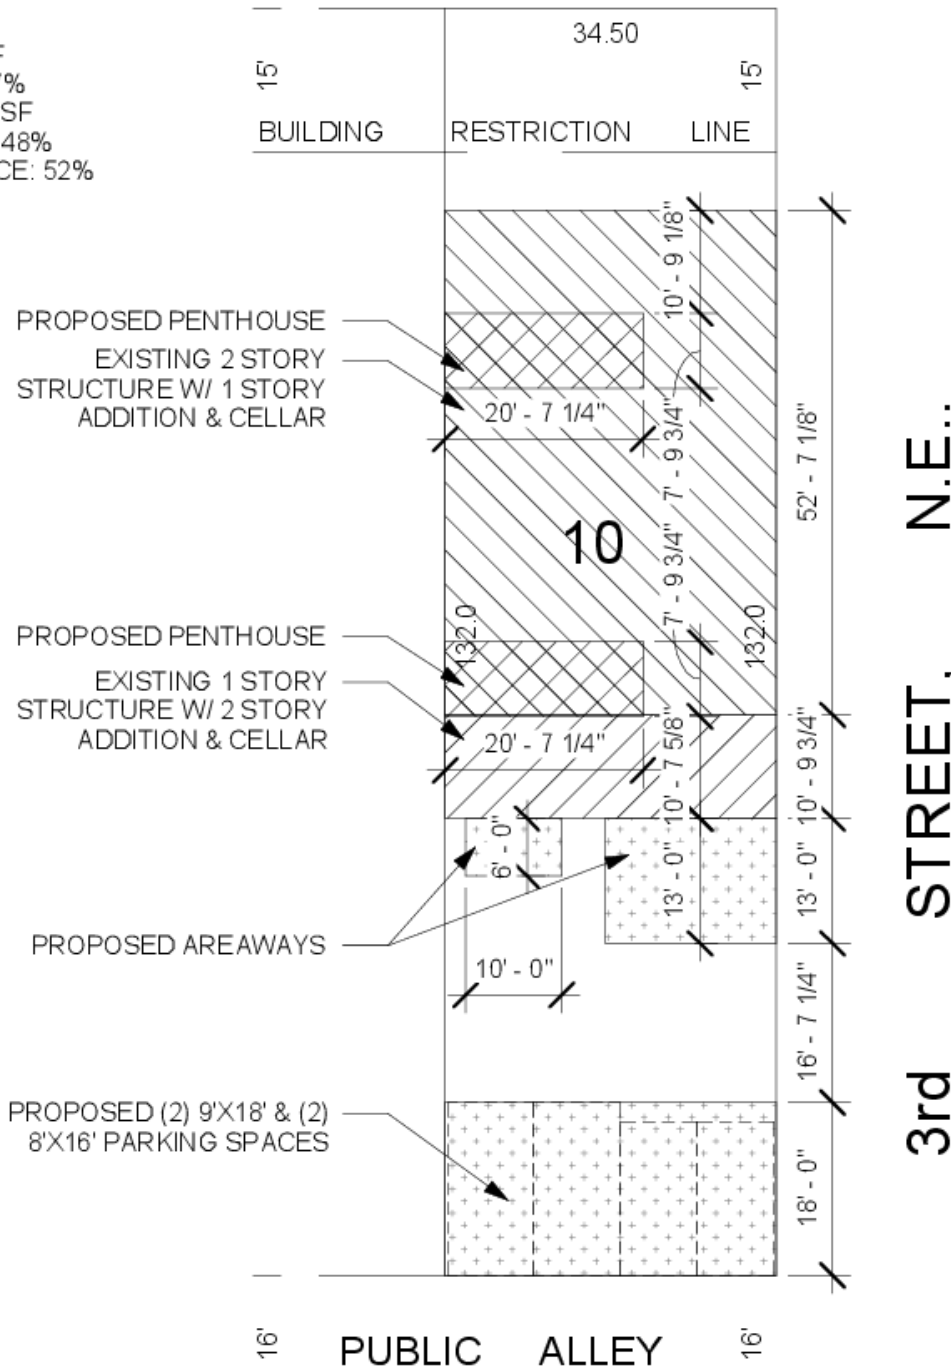 34.50
15'
15'
F
%
SF
48%
CE: 52%
BUILDING RESTRICTION LINE
10' - 9 1/8"
PROPOSED PENTHOUSE
EXISTING 2 STORY
STRUCTURE W/ 1 STORY
ADDITION & CELLAR
20' - 7 1/4"
7' - 9 3/4"
52' - 7 1/8"
10
7' - 9 3/4"
132.0
132.0
PROPOSED PENTHOUSE
EXISTING 1 STORY
STRUCTURE W/ 2 STORY
ADDITION & CELLAR
20' - 7 1/4"
10' - 7 5/8"
10' - 9 3/4"
6' - 0"
13' - 0"
13' - 0"
PROPOSED AREAWAYS
10' - 0"
16' - 7 1/4"
PROPOSED (2) 9'X18' & (2)
8'X16' PARKING SPACES
18' - 0"
16'
PUBLIC ALLEY
16'
3rd STREET, N.E..